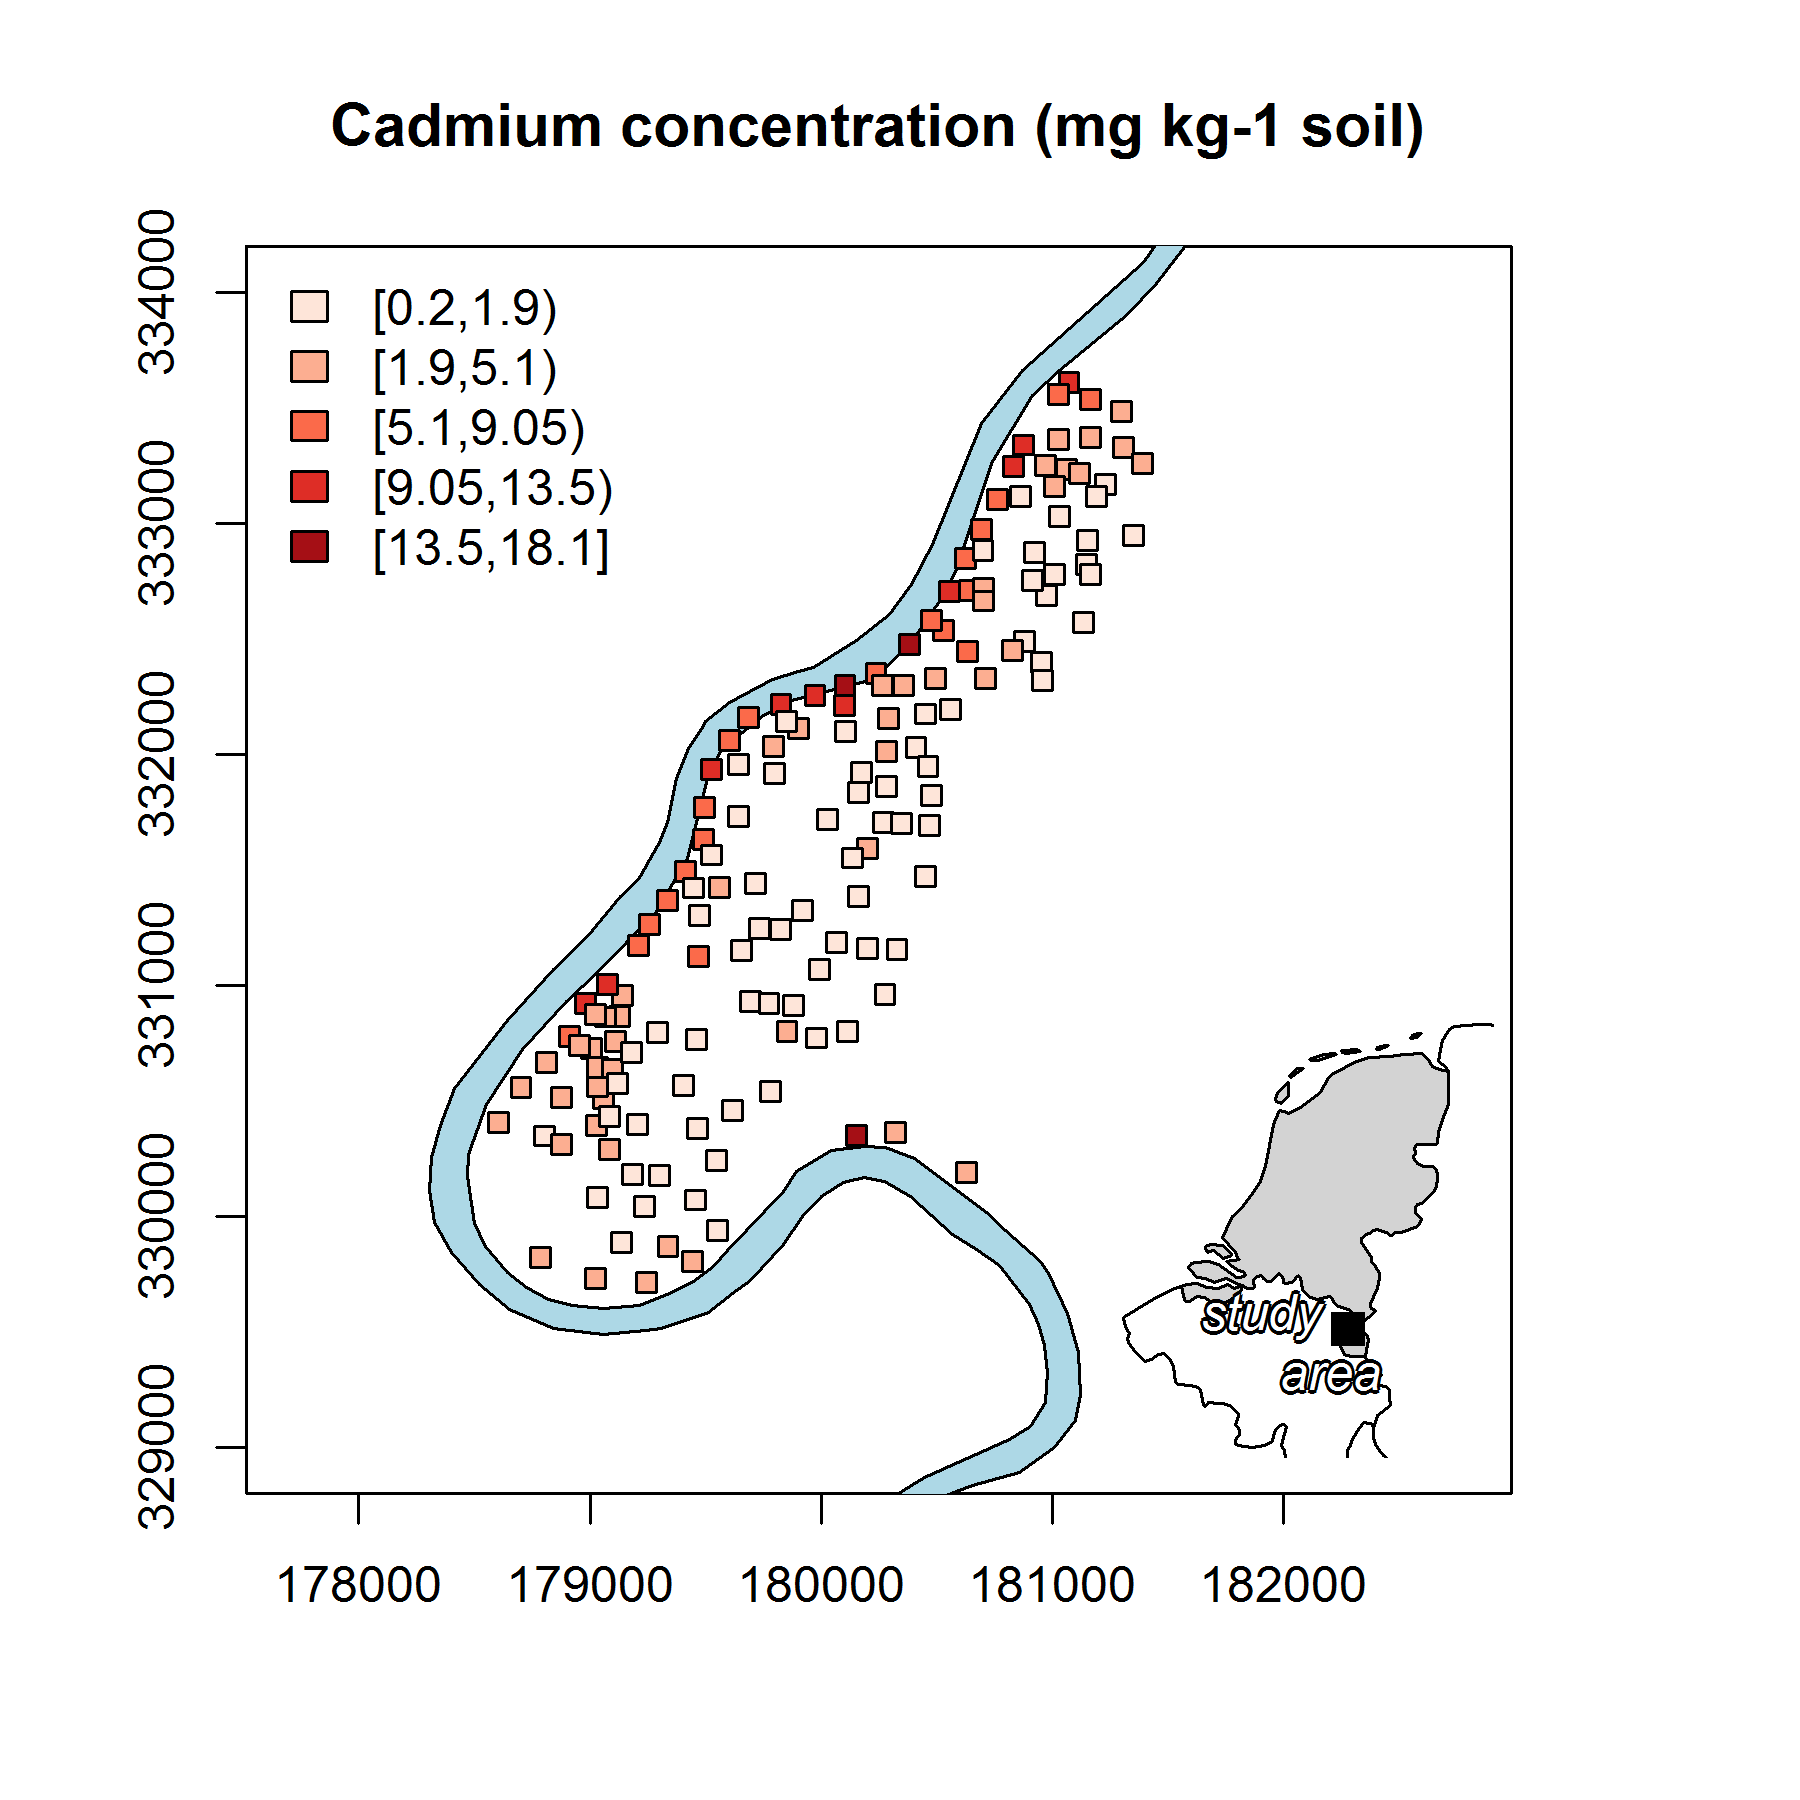 Cadmium concentration (mg kg-1 soil)
334000
333000
332000
331000
330000
329000
[0.2,1.9)
[1.9,5.1)
[5.1,9.05)
[9.05,13.5)
[13.5,18.1]
study
area
178000 179000 180000 181000 182000